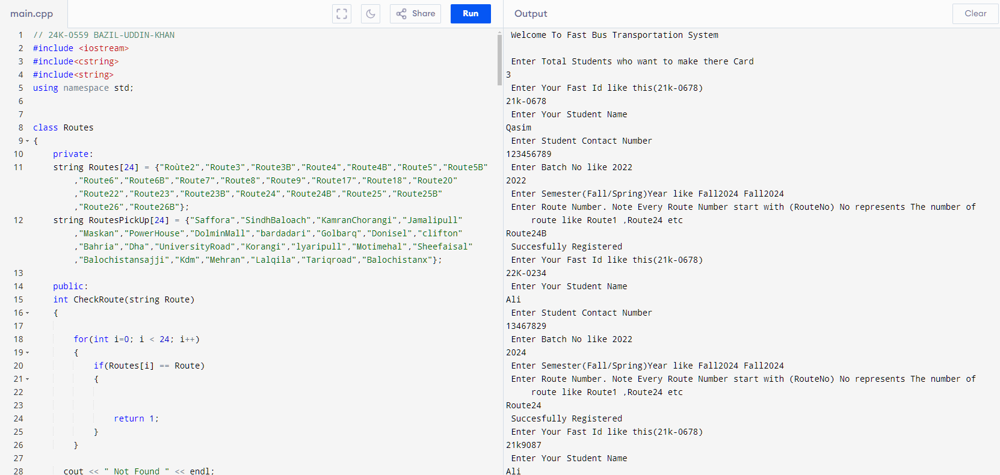 main.cpp
Share
Run
Output
Clear
1 // 24K-0559 BAZIL-UDDIN-KHAN
2 #include <iostream>
3 #include<cstring>
4 #include<string>
5 using namespace std;
6
7
8 class Routes
9 {
10 private:
11 string Routes[24] = {"Roùte2","Route3","Route3B","Route4","Route4B","Route5","Route5B"
,"Route6","Route6B","Route7","Route8","Route9","Route17","Route18","Route20"
,"Route22","Route23","Route23B","Route24","Route24B","Route25","Route25B"
,"Route26","Route26B"};
12 string RoutesPickUp[24] = {"Saffora","SindhBaloach","KamranChorangi","Jamalipull"
,"Maskan","PowerHouse","DolminMall","bardadari","Golbarq","Donisel","clifton"
,"Bahria","Dha","UniversityRoad","Korangi","lyaripull","Motimehal","Sheefaisal"
,"Balochistansajji","Kdm","Mehran","Lalqila","Tariqroad","Balochistanx"};
13
14 public:
15 int CheckRoute(string Route)
16 {
17
18 for(int i=0; i < 24; i++)
19 {
20 if(Routes[i] == Route)
21 {
22
23
24 return 1;
25 }
26 }
27
28 cout << " Not Found " << endl;
Welcome To Fast Bus Transportation System
Enter Total Students who want to make there Card
3
Enter Your Fast Id like this(21k-0678)
21k-0678
Enter Your Student Name
Qasim
Enter Student Contact Number
123456789
Enter Batch No like 2022
2022
Enter Semester(Fall/Spring)Year like Fall2024 Fall2024
Enter Route Number. Note Every Route Number start with (RouteNo) No represents The number of
route like Route1 ,Route24 etc
Route24B
Succesfully Registered
Enter Your Fast Id like this(21k-0678)
22K-0234
Enter Your Student Name
Ali
Enter Student Contact Number
13467829
Enter Batch No like 2022
2024
Enter Semester(Fall/Spring)Year like Fall2024 Fall2024
Enter Route Number. Note Every Route Number start with (RouteNo) No represents The number of
route like Route1 ,Route24 etc
Route24
Succesfully Registered
Enter Your Fast Id like this(21k-0678)
21k9087
Enter Your Student Name
Ali